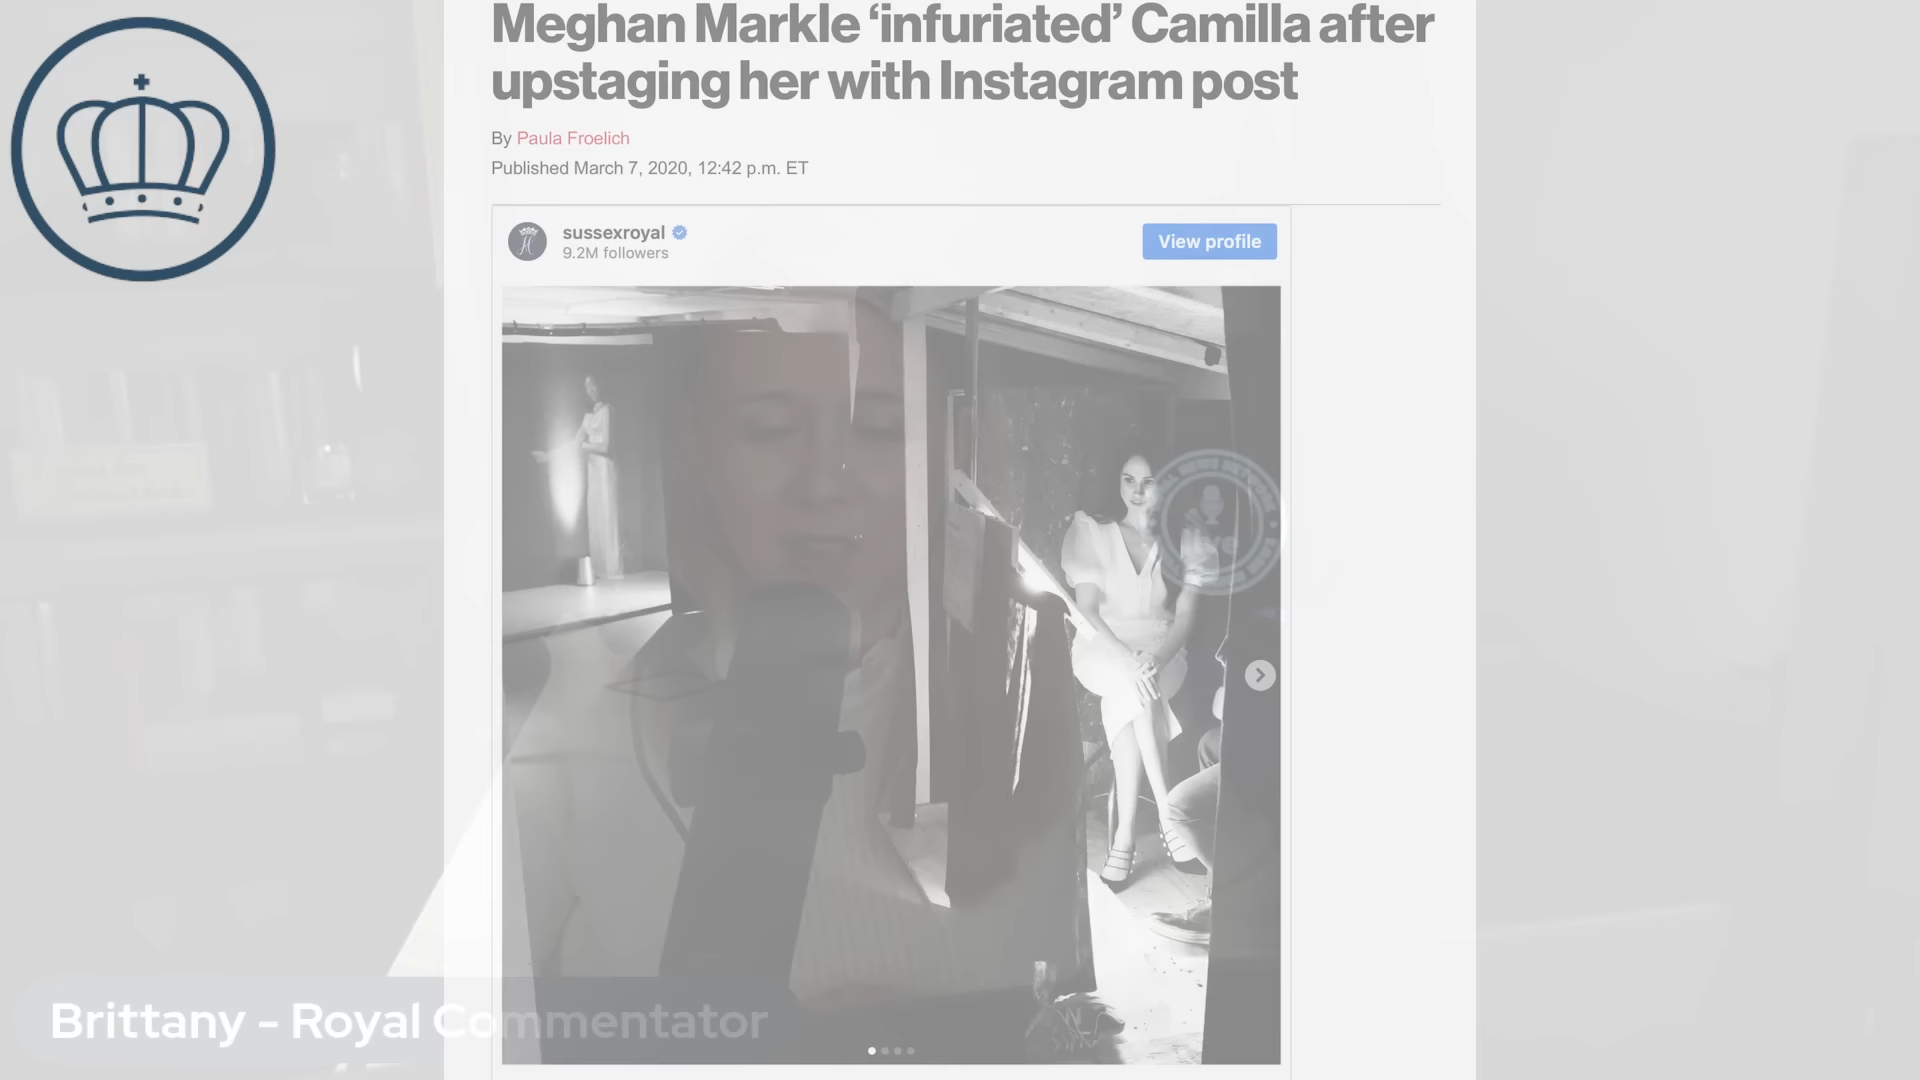 Meghan Markle ‘infuriated’ Camilla after
upstaging her with Instagram post
By Paula Froelich
Published March 7, 2020, 12:42 p.m. ET
sussexroyal
9.2M followers
View profile
Brittany - Royal Commentator